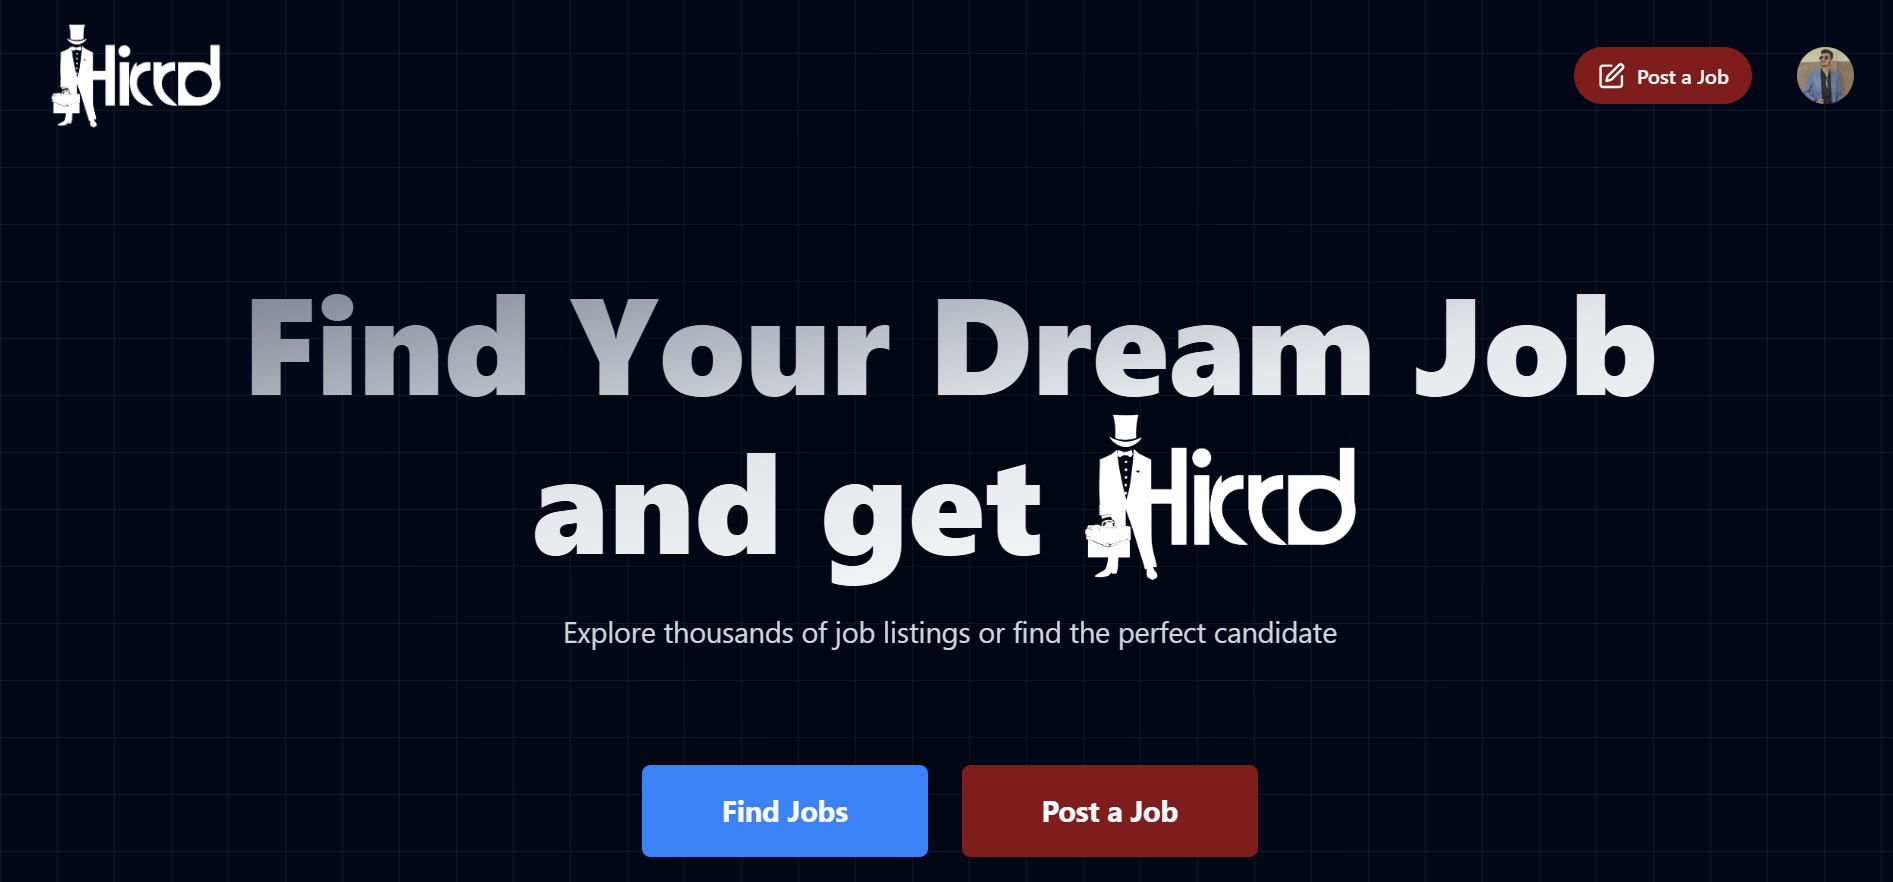 Hirrd
Post a Job
Find Your Dream Job
and get Hirrd
Explore thousands of job listings or find the perfect candidate
Find Jobs
Post a Job